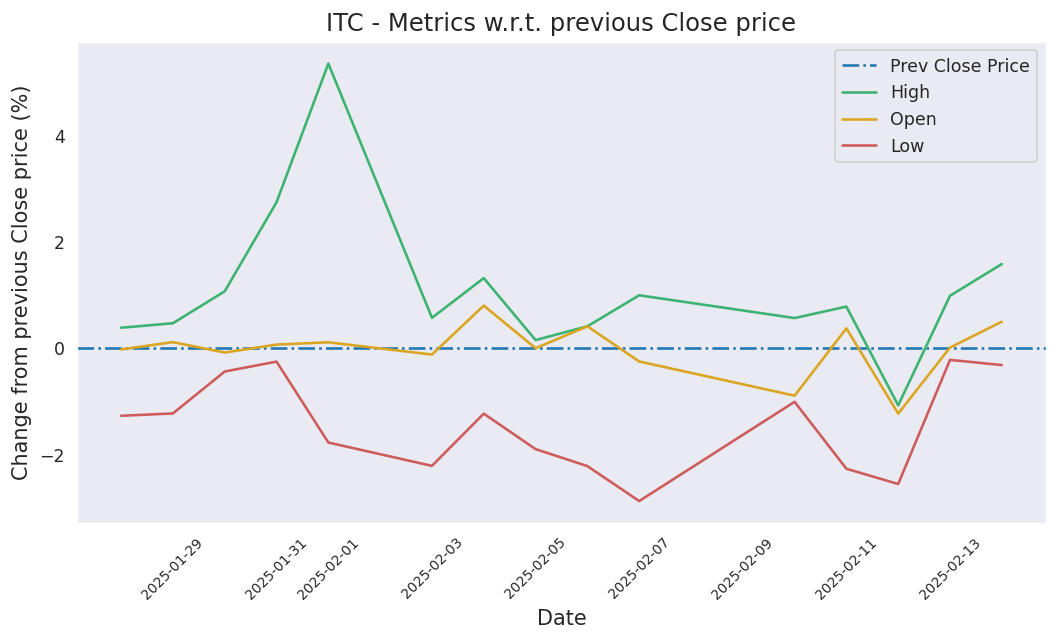 ITC - Metrics w.r.t. previous Close price
Prev Close Price
High
Open
Low
Change from previous Close price (%)
4
2
0
−2
2025-01-29
2025-01-31
2025-02-01
2025-02-03
2025-02-05
2025-02-07
2025-02-09
2025-02-11
2025-02-13
Date